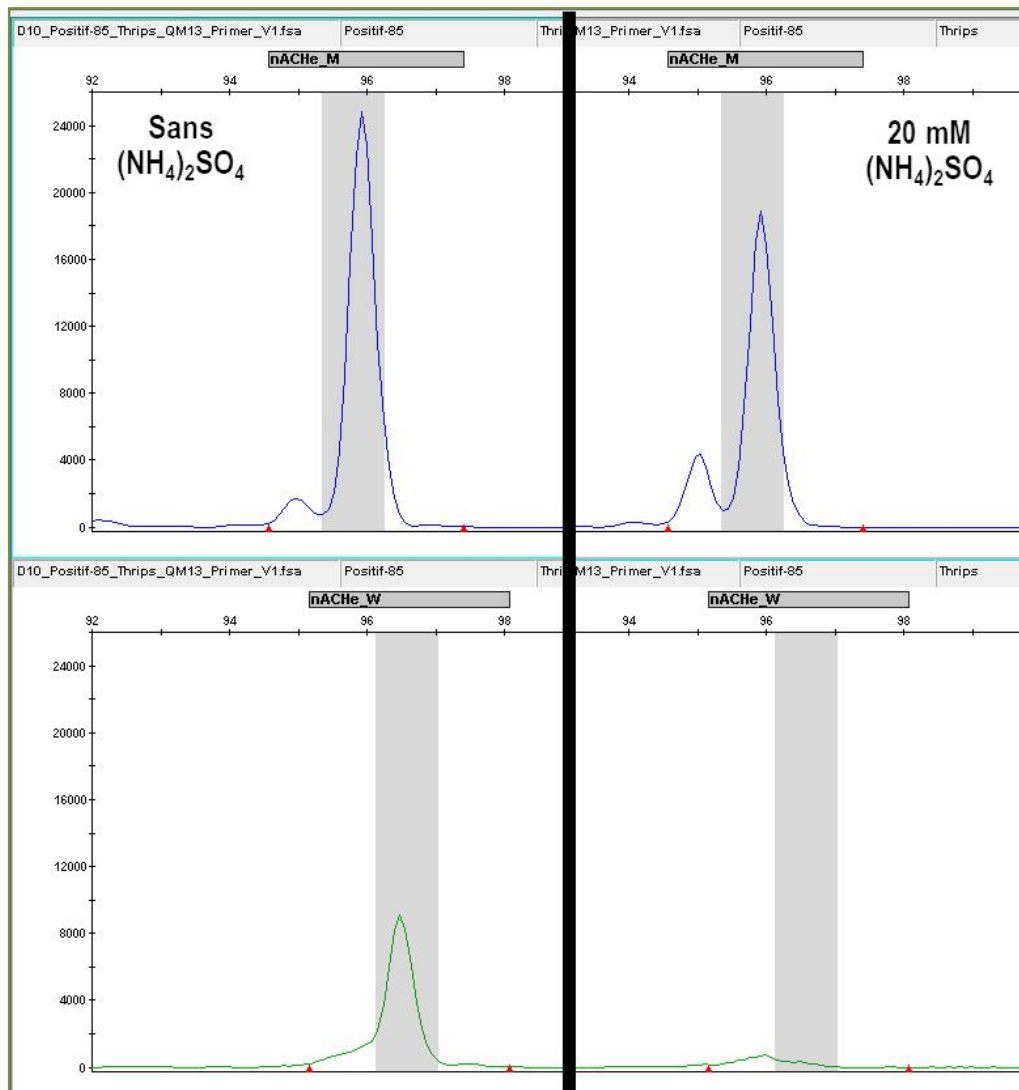 D10_Positif-85_Thrips_QM13_Primer_V1.fsa Positif-85 Thri
M13_Primer_V1.fsa Positif-85 Thrips
nACHe_M
nACHe_M
92 94 96 98
94 96 98
24000
20000
16000
12000
8000
4000
0
Sans
(NH₄)₂SO₄
20 mM
(NH₄)₂SO₄
D10_Positif-85_Thrips_QM13_Primer_V1.fsa Positif-85 Thri
M13_Primer_V1.fsa Positif-85 Thrips
nACHe_W
nACHe_W
92 94 96 98
94 96 98
24000
20000
16000
12000
8000
4000
0